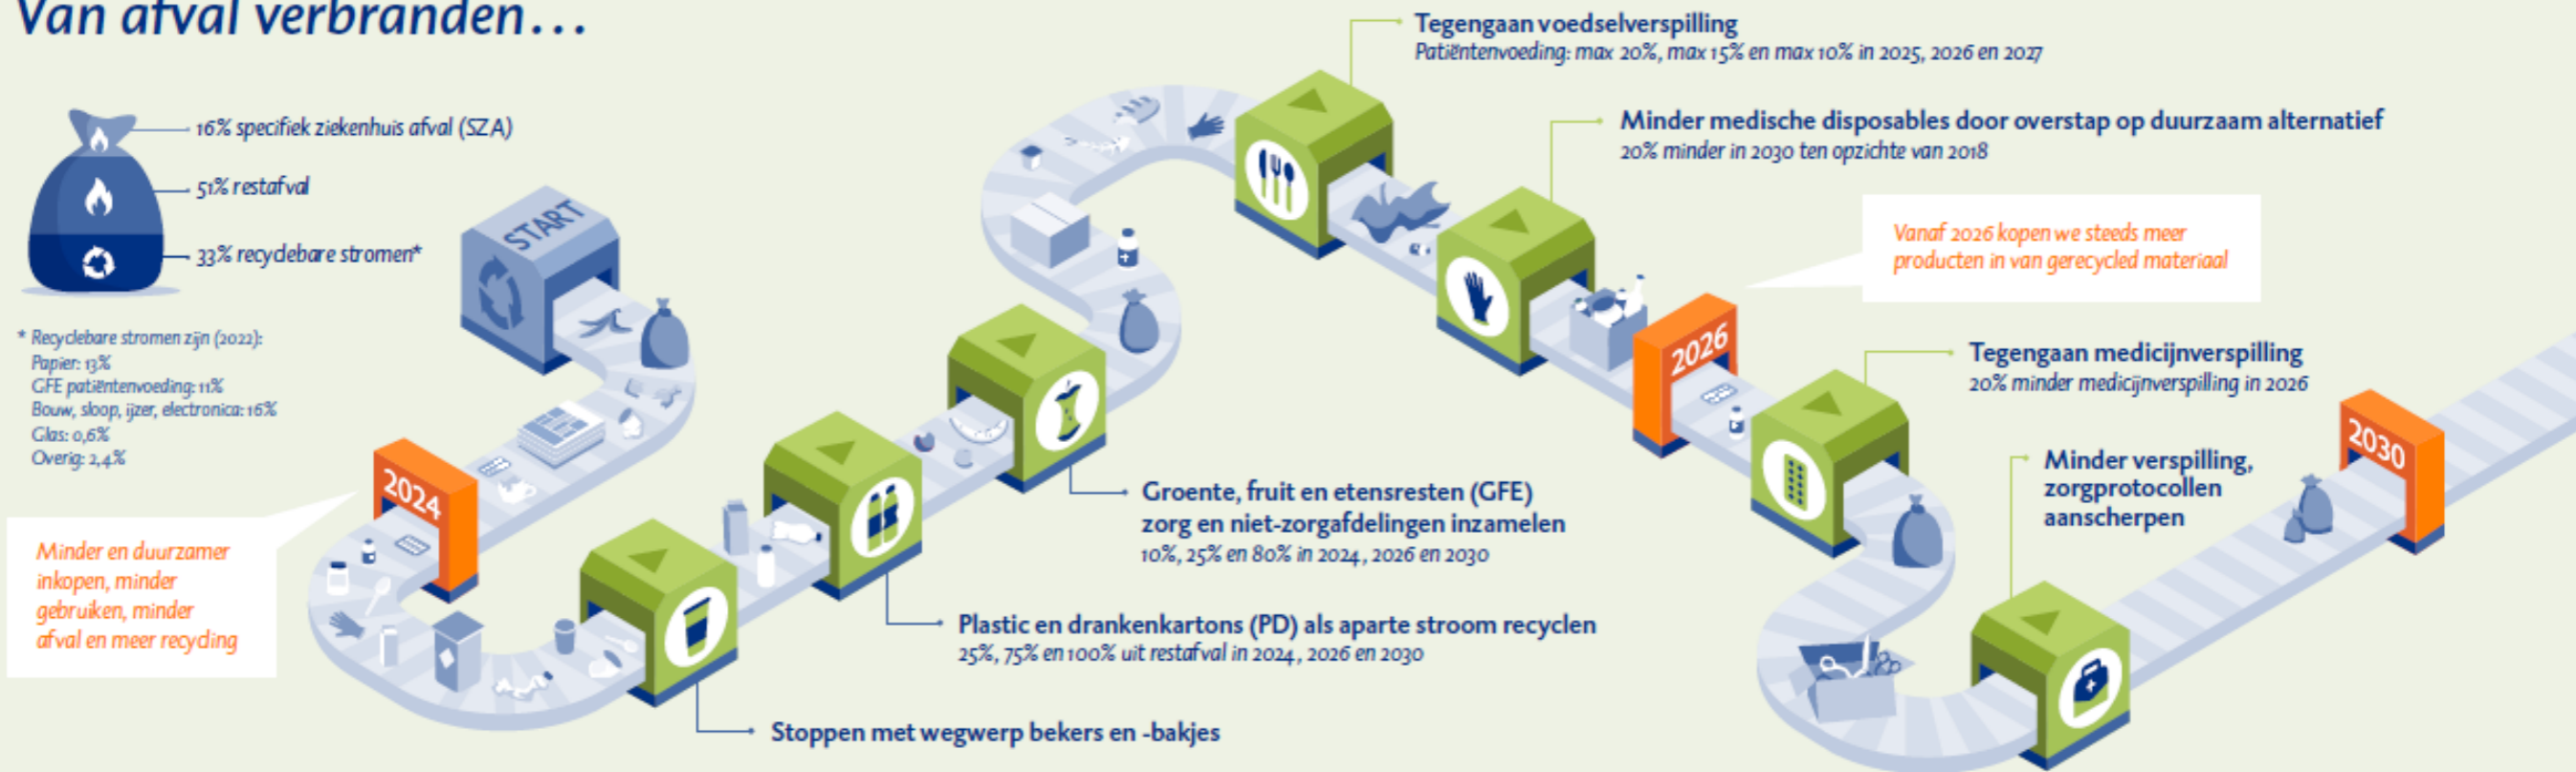 Van afval verbranden...
16% specifiek ziekenhuis afval (SZA)
51% restafval
33% recyclebare stromen*
* Recyclebare stromen zijn (2022):
Papier: 13%
GFE patiëntenvoeding: 11%
Bouw, sloop, ijzer, electronica: 16%
Glas: 0,6%
Overig: 2,4%
START
2024
Minder en duurzamer
inkopen, minder
gebruiken, minder
afval en meer recycling
Stoppen met wegwerp bekers en -bakjes
Plastic en drankenkartons (PD) als aparte stroom recyclen
25%, 75% en 100% uit restafval in 2024, 2026 en 2030
Groente, fruit en etensresten (GFE)
zorg en niet-zorgafdelingen inzamelen
10%, 25% en 80% in 2024, 2026 en 2030
Tegengaan voedselverspilling
Patiëntenvoeding: max 20%, max 15% en max 10% in 2025, 2026 en 2027
Minder medische disposables door overstap op duurzaam alternatief
20% minder in 2030 ten opzichte van 2018
2026
Vanaf 2026 kopen we steeds meer
producten in van gerecycled materiaal
Tegengaan medicijnverspilling
20% minder medicijnverspilling in 2026
Minder verspilling,
zorgprotocollen
aanscherpen
2030